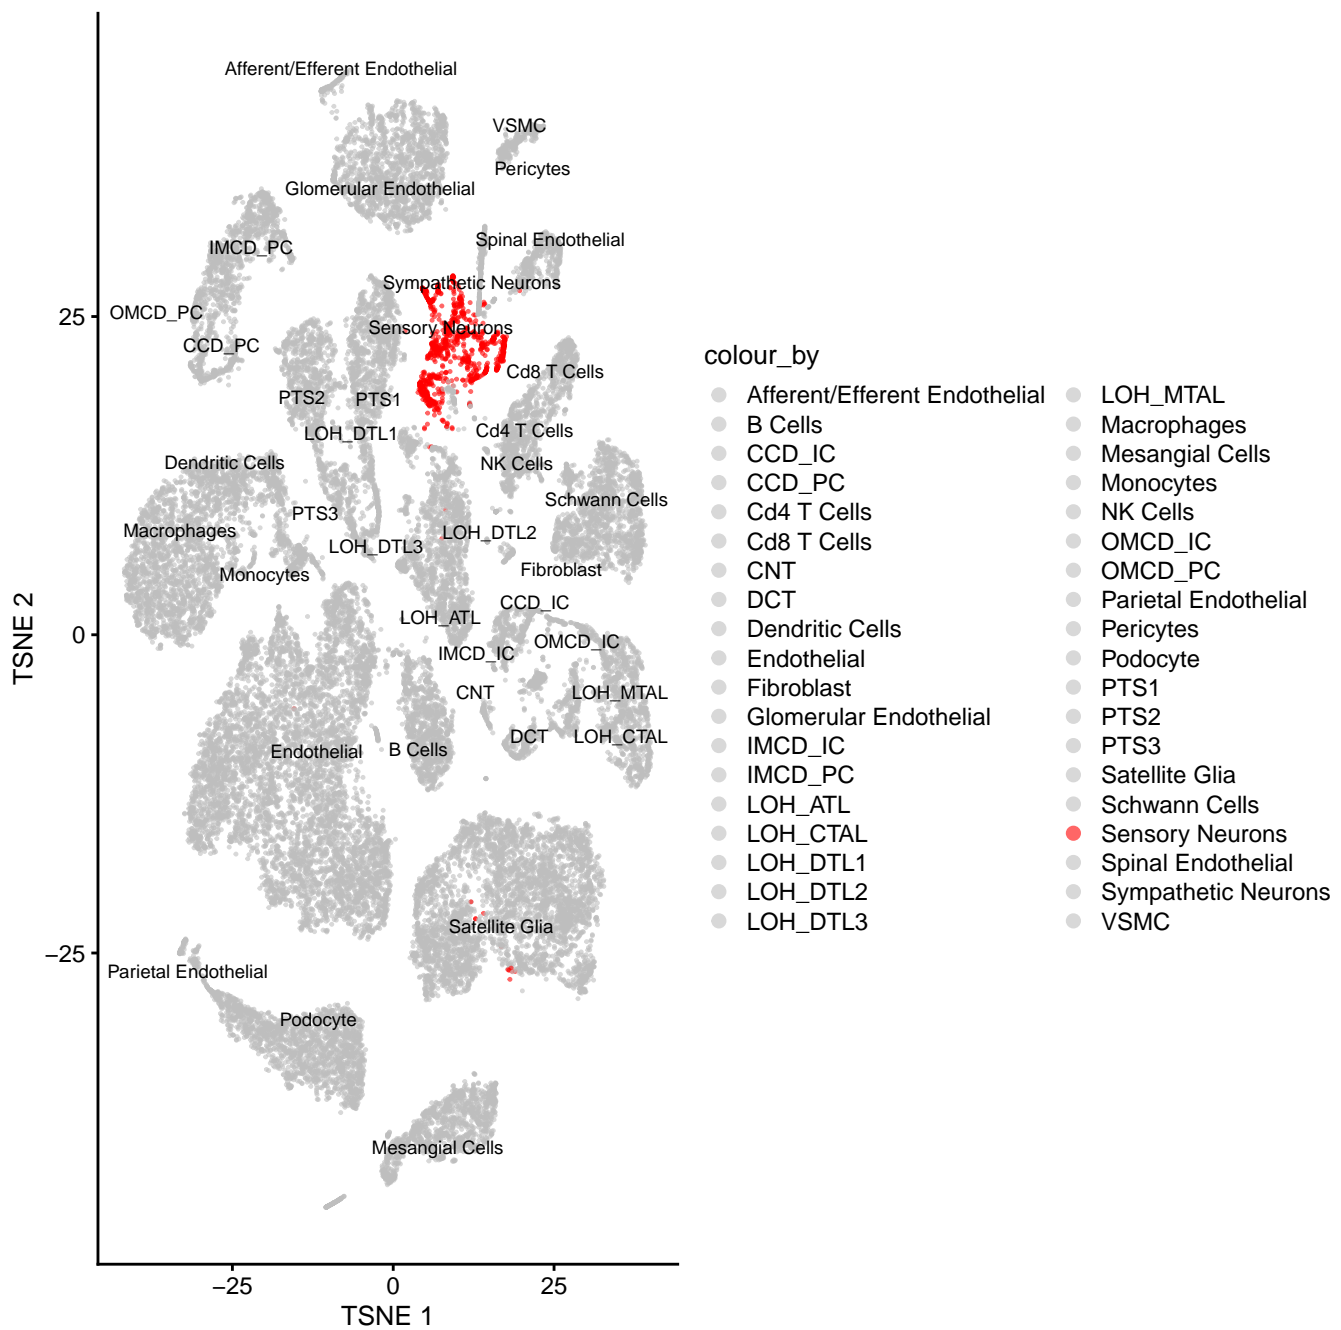 Afferent/Efferent Endothelial
VSMC
Pericytes
Glomerular Endothelial
Spinal Endothelial
IMCD_PC
Sympathetic Neurons
OMCD_PC
Sensory Neurons
CCD_PC
Cd8 T Cells
PTS2
PTS1
Cd4 T Cells
LOH_DTL1
Dendritic Cells
NK Cells
Schwann Cells
PTS3
Macrophages
LOH_DTL2
LOH_DTL3
Fibroblast
Monocytes
CCD_IC
LOH_ATL
OMCD_IC
IMCD_IC
CNT
LOH_MTAL
DCT
LOH_CTAL
B Cells
Endothelial
Satellite Glia
Parietal Endothelial
Podocyte
Mesangial Cells
25
0
−25
TSNE 2
−25
0
25
TSNE 1
colour_by
Afferent/Efferent Endothelial
B Cells
CCD_IC
CCD_PC
Cd4 T Cells
Cd8 T Cells
CNT
DCT
Dendritic Cells
Endothelial
Fibroblast
Glomerular Endothelial
IMCD_IC
IMCD_PC
LOH_ATL
LOH_CTAL
LOH_DTL1
LOH_DTL2
LOH_DTL3
LOH_MTAL
Macrophages
Mesangial Cells
Monocytes
NK Cells
OMCD_IC
OMCD_PC
Parietal Endothelial
Pericytes
Podocyte
PTS1
PTS2
PTS3
Satellite Glia
Schwann Cells
Sensory Neurons
Spinal Endothelial
Sympathetic Neurons
VSMC